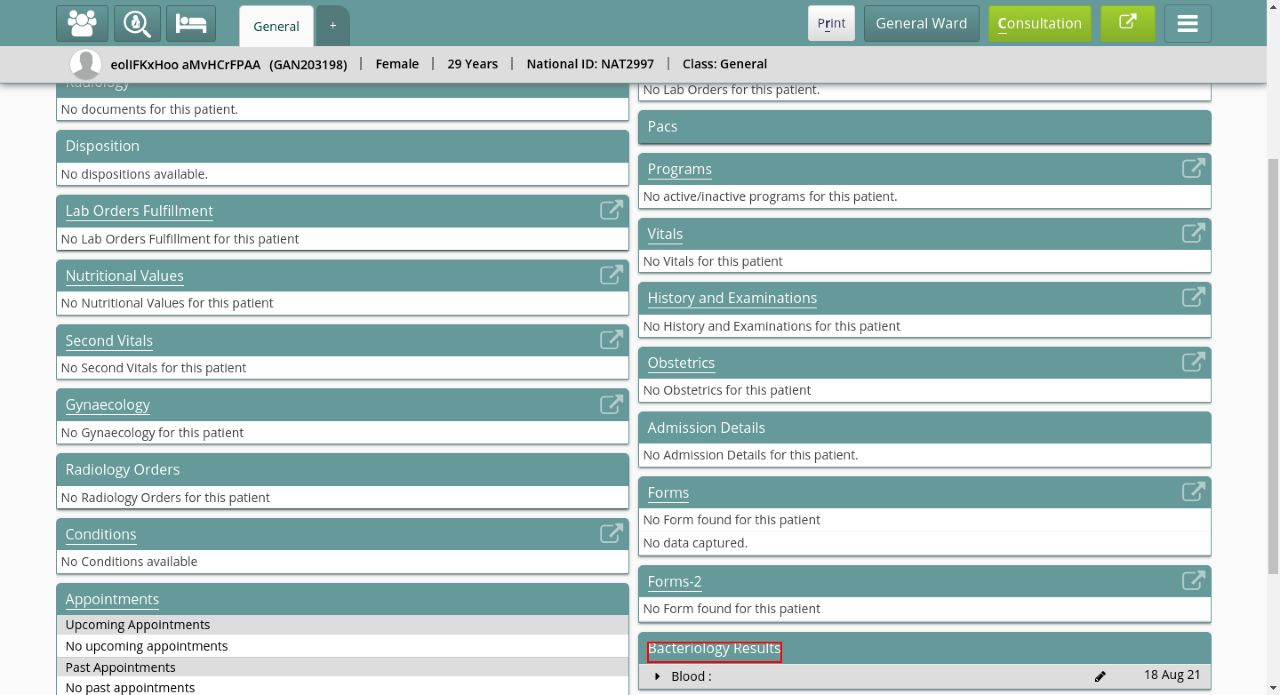 General
+
Print
General Ward
Consultation
eolIFKxHoo aMvHCrFPAA (GAN203198) | Female | 29 Years | National ID: NAT2997 | Class: General
Radiology
No documents for this patient.
Disposition
No dispositions available.
Lab Orders Fulfillment
No Lab Orders Fulfillment for this patient
Nutritional Values
No Nutritional Values for this patient
Second Vitals
No Second Vitals for this patient
Gynaecology
No Gynaecology for this patient
Radiology Orders
No Radiology Orders for this patient
Conditions
No Conditions available
Appointments
Upcoming Appointments
No upcoming appointments
Past Appointments
No past appointments
No Lab Orders for this patient.
Pacs
Programs
No active/inactive programs for this patient.
Vitals
No Vitals for this patient
History and Examinations
No History and Examinations for this patient
Obstetrics
No Obstetrics for this patient
Admission Details
No Admission Details for this patient.
Forms
No Form found for this patient
No data captured.
Forms-2
No Form found for this patient
Bacteriology Results
Blood : 18 Aug 21